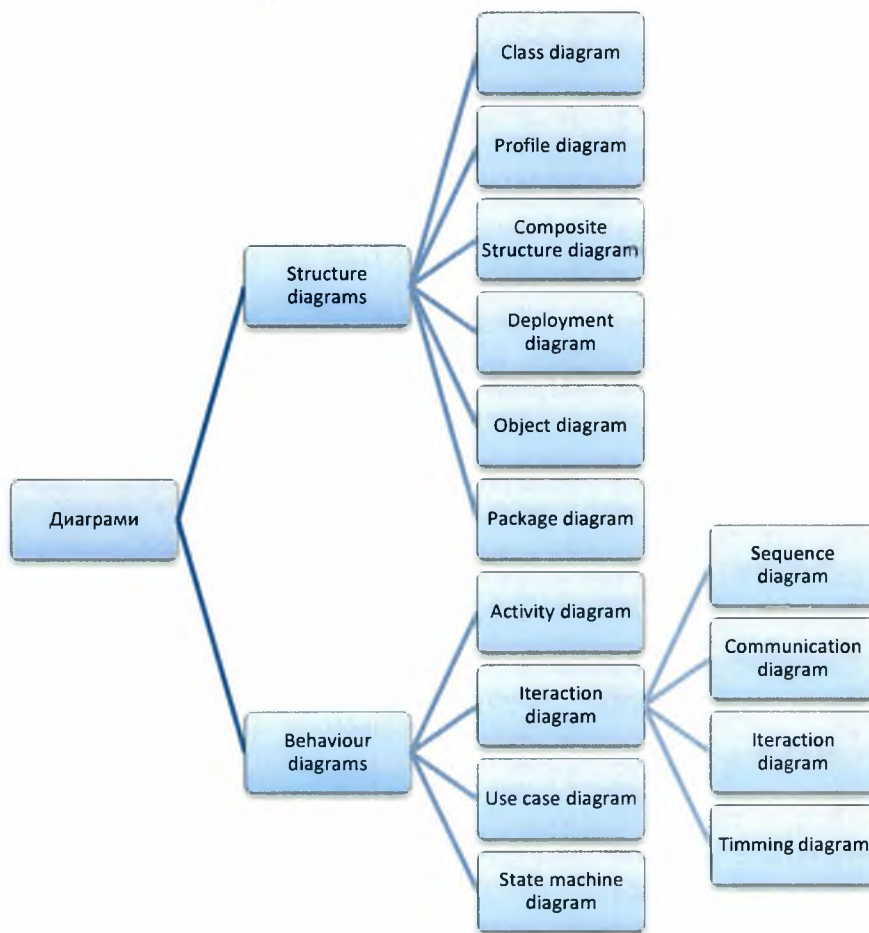 Class diagram
Profile diagram
Composite
Structure diagram
Structure
diagrams
Deployment
diagram
Object diagram
Диаграми
Package diagram
Sequence
diagram
Activity diagram
Communication
diagram
Iteraction
diagram
Behaviour
diagrams
Iteraction
diagram
Use case diagram
Timming diagram
State machine
diagram